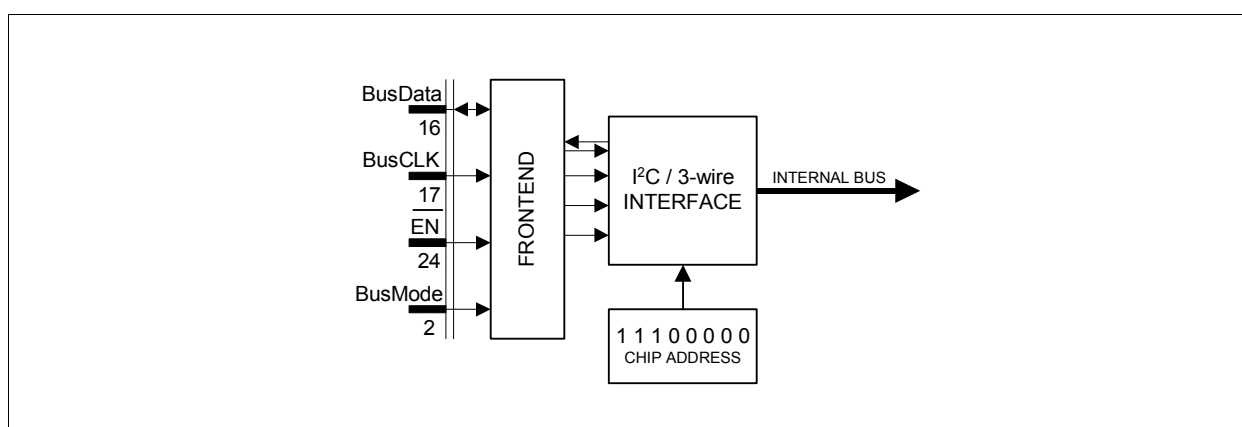 BusData
16
BusCLK
17
EN
24
BusMode
2
FRONTEND
I²C / 3-wire
INTERFACE
INTERNAL BUS
1 1 1 0 0 0 0 0
CHIP ADDRESS